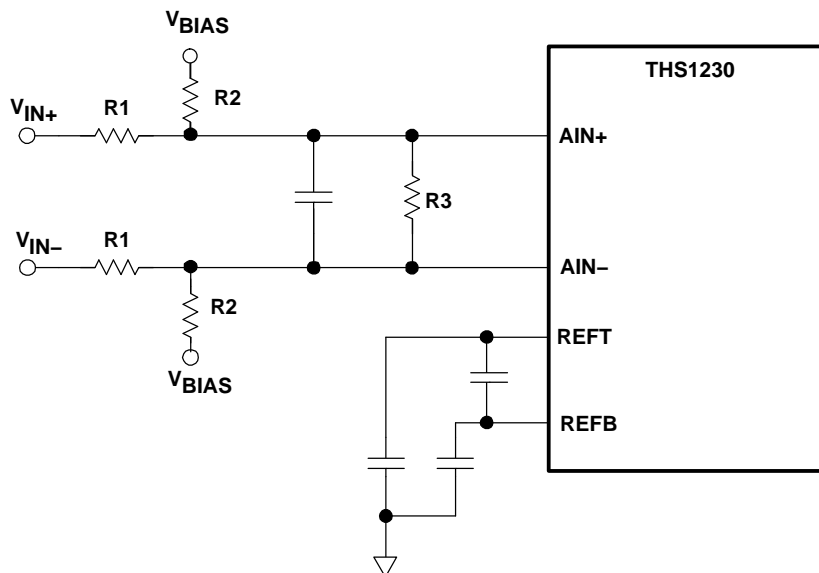 VBIAS
THS1230
VIN+
R1
R2
AIN+
R3
VIN–
R1
AIN–
R2
REFT
VBIAS
REFB